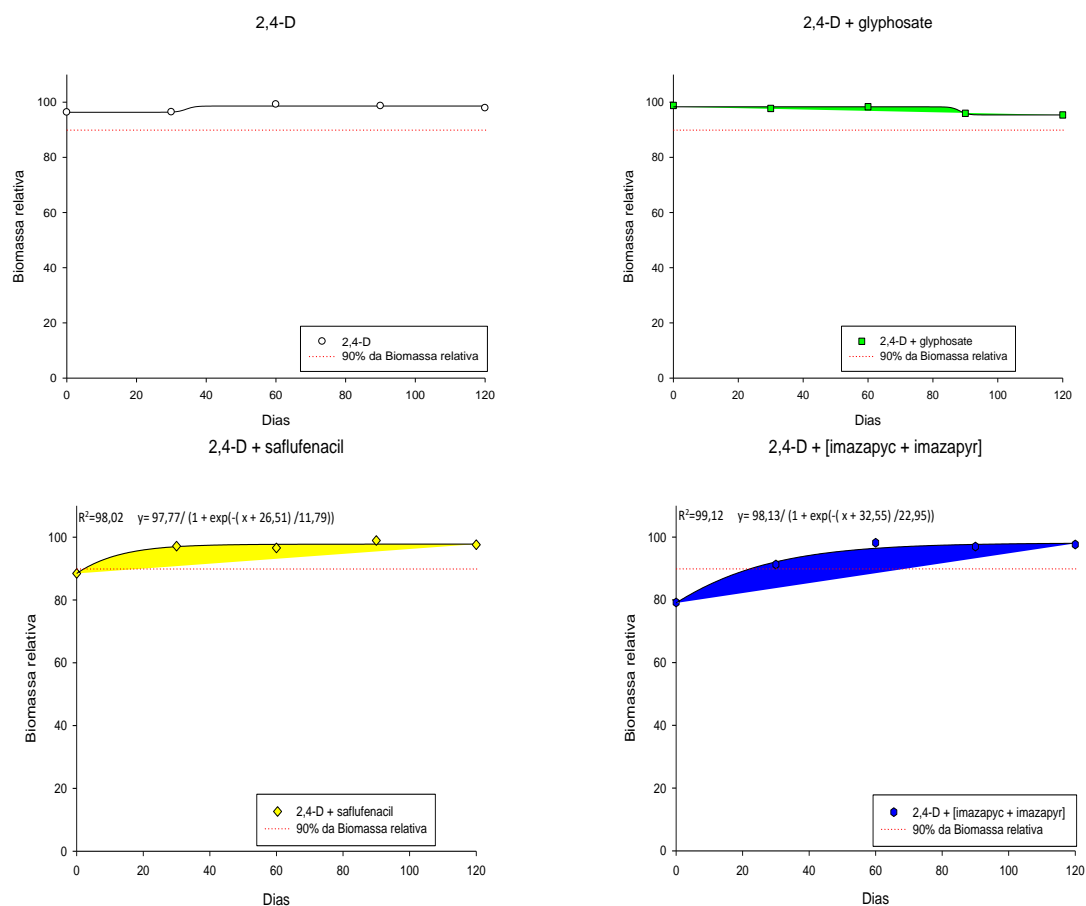 2,4-D
Biomassa relativa
100
80
60
40
20
0
2,4-D
90% da Biomassa relativa
0 20 40 60 80 100 120
Dias
2,4-D + glyphosate
Biomassa relativa
100
80
60
40
20
0
2,4-D + glyphosate
90% da Biomassa relativa
0 20 40 60 80 100 120
Dias
2,4-D + saflufenacil
R²=98,02 y= 97,77/ (1 + exp(-( x + 26,51) /11,79))
Biomassa relativa
100
80
60
40
20
0
2,4-D + saflufenacil
90% da Biomassa relativa
0 20 40 60 80 100 120
Dias
2,4-D + [imazapyc + imazapyr]
R²=99,12 y= 98,13/ (1 + exp(-( x + 32,55) /22,95))
Biomassa relativa
100
80
60
40
20
0
2,4-D + [imazapyc + imazapyr]
90% da Biomassa relativa
0 20 40 60 80 100 120
Dias